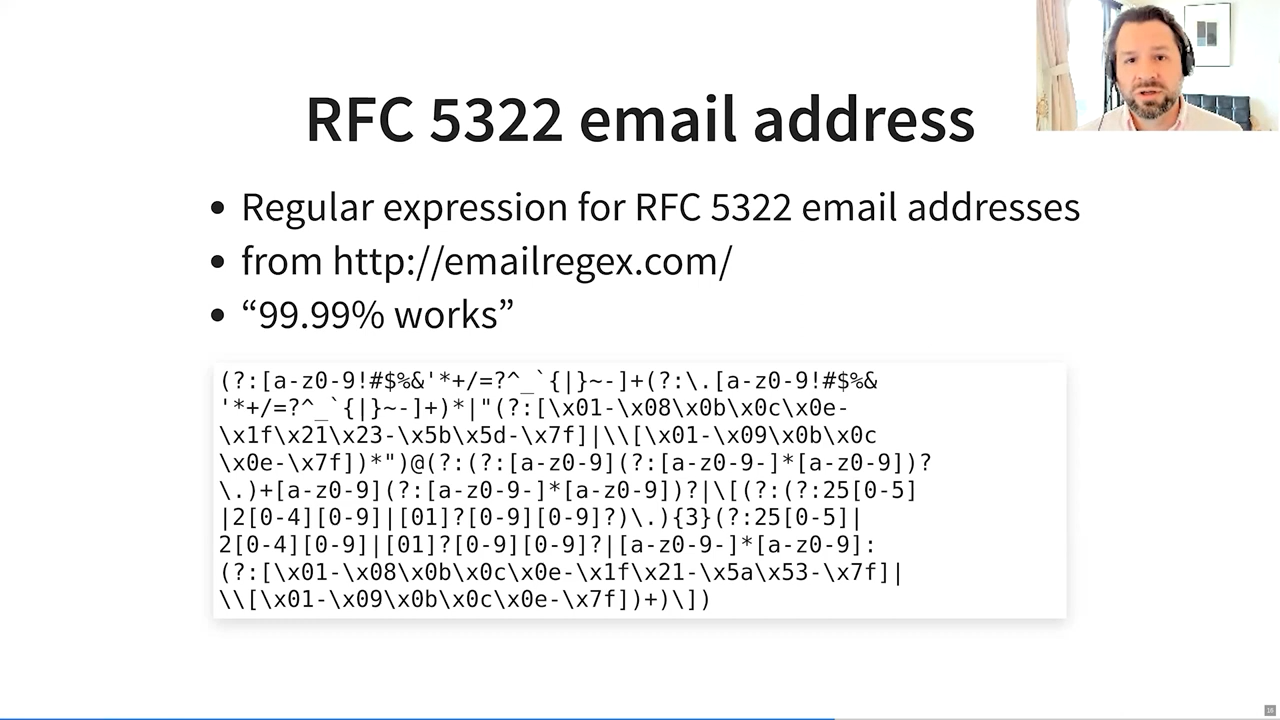 RFC 5322 email address
• Regular expression for RFC 5322 email addresses
• from http://emailregex.com/
• “99.99% works”
(?:[a-z0-9!#$%&'*+/=?^_`{|}~-]+(?:\.[a-z0-9!#$%&
'*+/=?^_`{|}~-]+)*|"(?:[\x01-\x08\x0b\x0c\x0e-
\x1f\x21\x23-\x5b\x5d-\x7f]|\\[\x01-\x09\x0b\x0c
\x0e-\x7f])*")@(?:(?:[a-z0-9](?:[a-z0-9-]*[a-z0-9])?
\.)+[a-z0-9](?:[a-z0-9-]*[a-z0-9])?|\[(?:(?:25[0-5]
|2[0-4][0-9]|[01]?[0-9][0-9]?)\.){3}(?:25[0-5]|
2[0-4][0-9]|[01]?[0-9][0-9]?|[a-z0-9-]*[a-z0-9]:
(?:[\x01-\x08\x0b\x0c\x0e-\x1f\x21-\x5a\x53-\x7f]|
\\[\x01-\x09\x0b\x0c\x0e-\x7f])+)\])
16